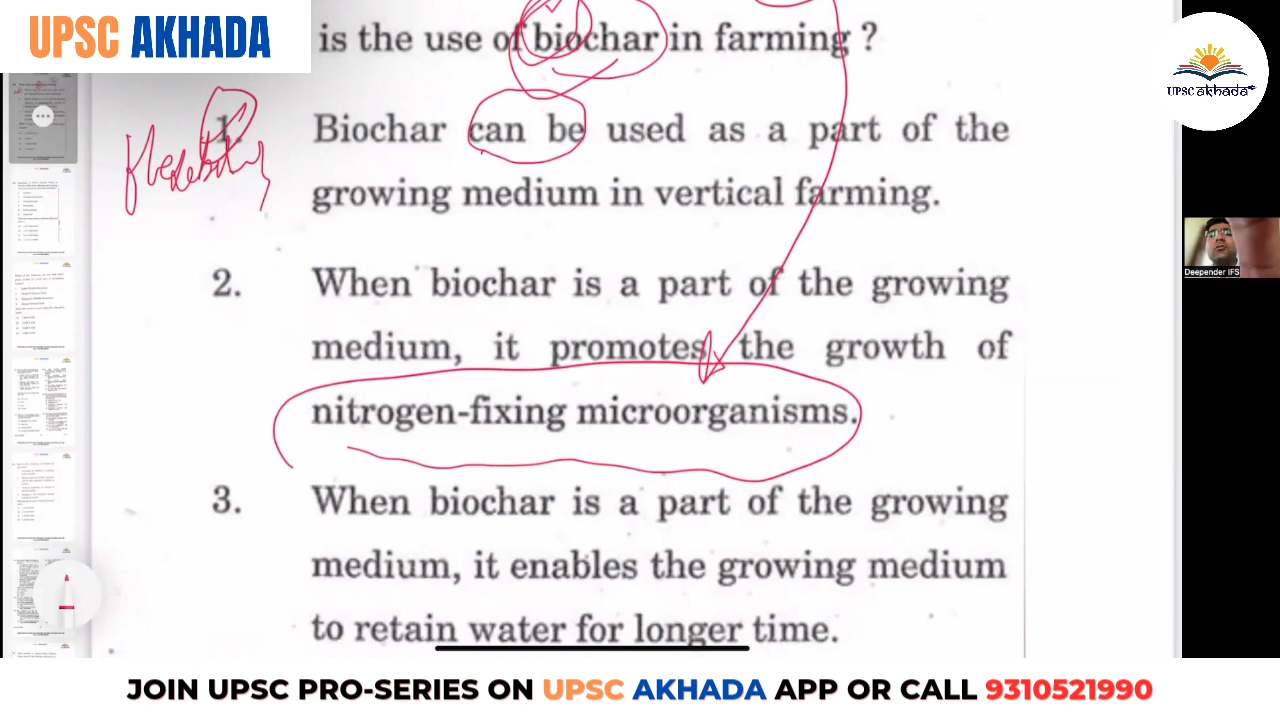 UPSC AKHADA
is the use of biochar in farming ?
UPSC akhada
1. Biochar can be used as a part of the
growing medium in vertical farming.
Deepender IFS
2. When biochar is a part of the growing
medium, it promotes the growth of
nitrogen-fixing microorganisms.
3. When biochar is a part of the growing
medium, it enables the growing medium
to retain water for longer time.
JOIN UPSC PRO-SERIES ON UPSC AKHADA APP OR CALL 9310521990